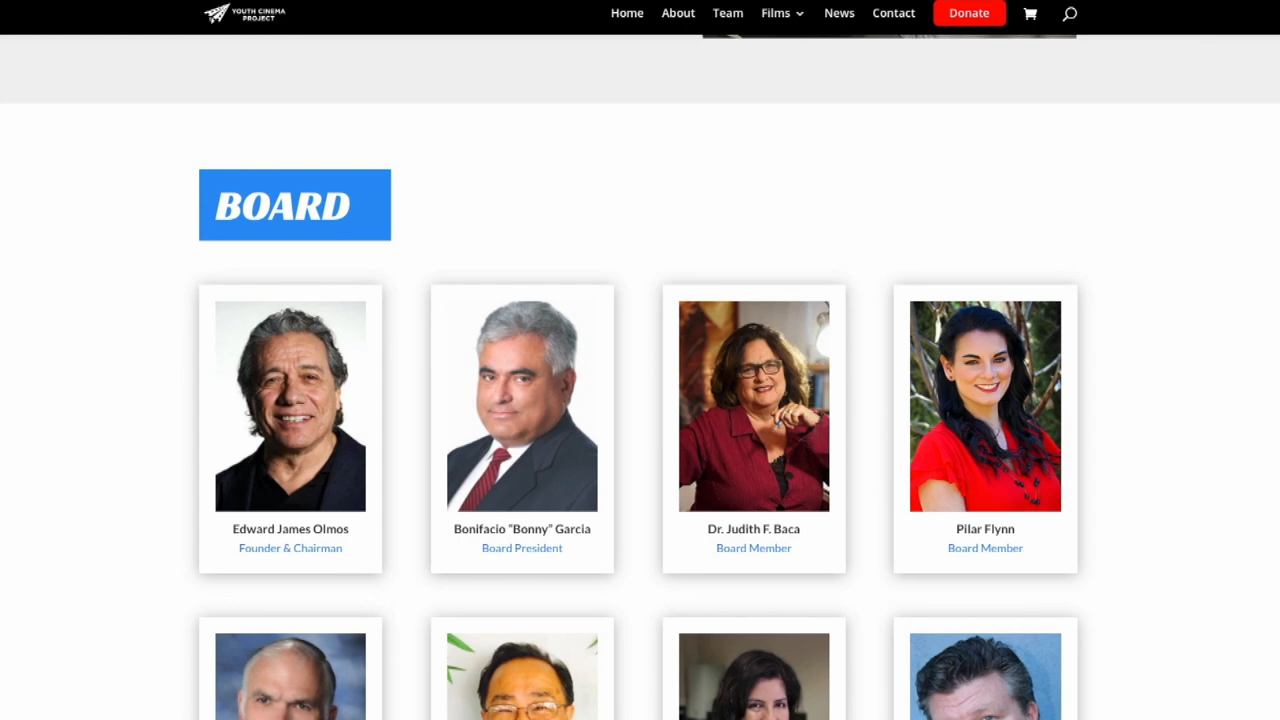 YOUTH CINEMA
PROJECT
Home About Team Films News Contact Donate
BOARD
Edward James Olmos
Founder & Chairman
Bonifacio "Bonny" Garcia
Board President
Dr. Judith F. Baca
Board Member
Pilar Flynn
Board Member